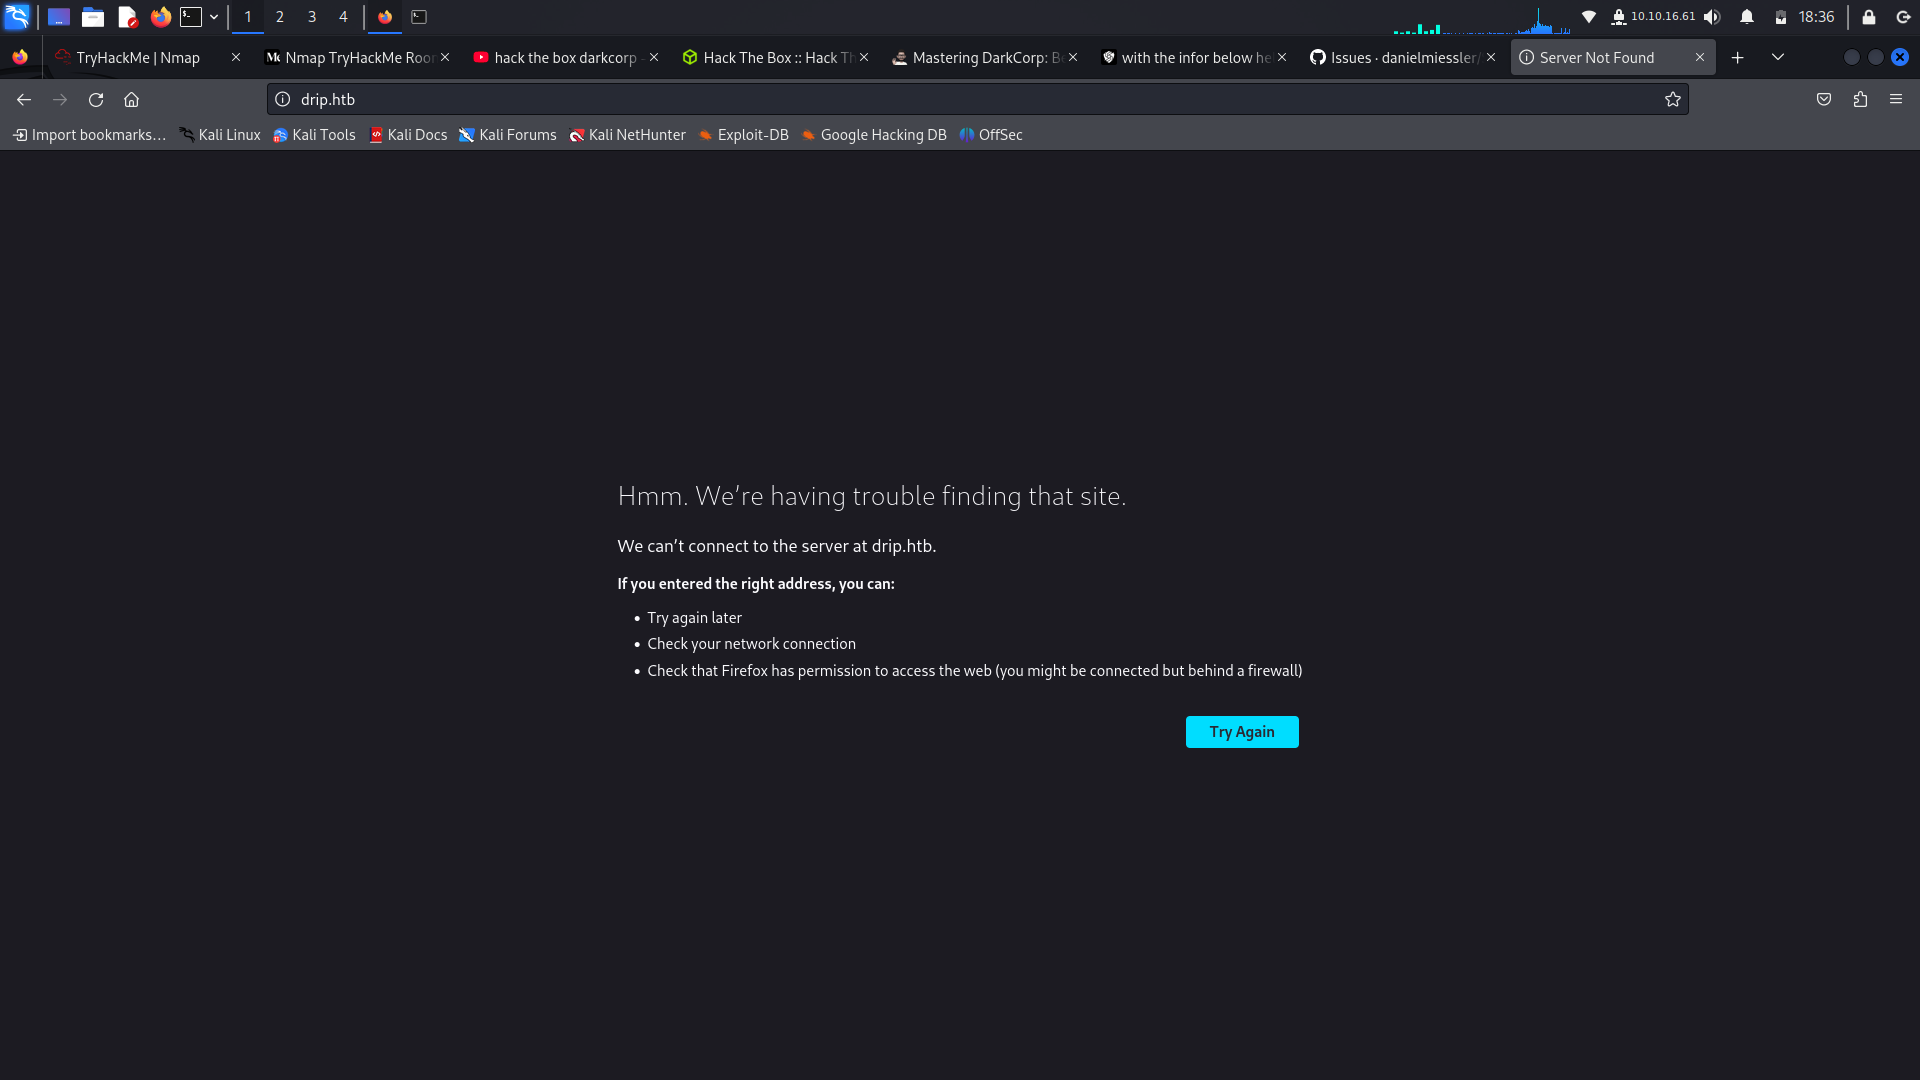 1 2 3 4 10.10.16.61 18:36
TryHackMe | Nmap Nmap TryHackMe Roo hack the box darkcorp - Hack The Box :: Hack Th Mastering DarkCorp: Be with the infor below he Issues · danielmiessler/ Server Not Found
drip.htb
Import bookmarks... Kali Linux Kali Tools Kali Docs Kali Forums Kali NetHunter Exploit-DB Google Hacking DB OffSec
Hmm. We're having trouble finding that site.
We can't connect to the server at drip.htb.
If you entered the right address, you can:
• Try again later
• Check your network connection
• Check that Firefox has permission to access the web (you might be connected but behind a firewall)
Try Again